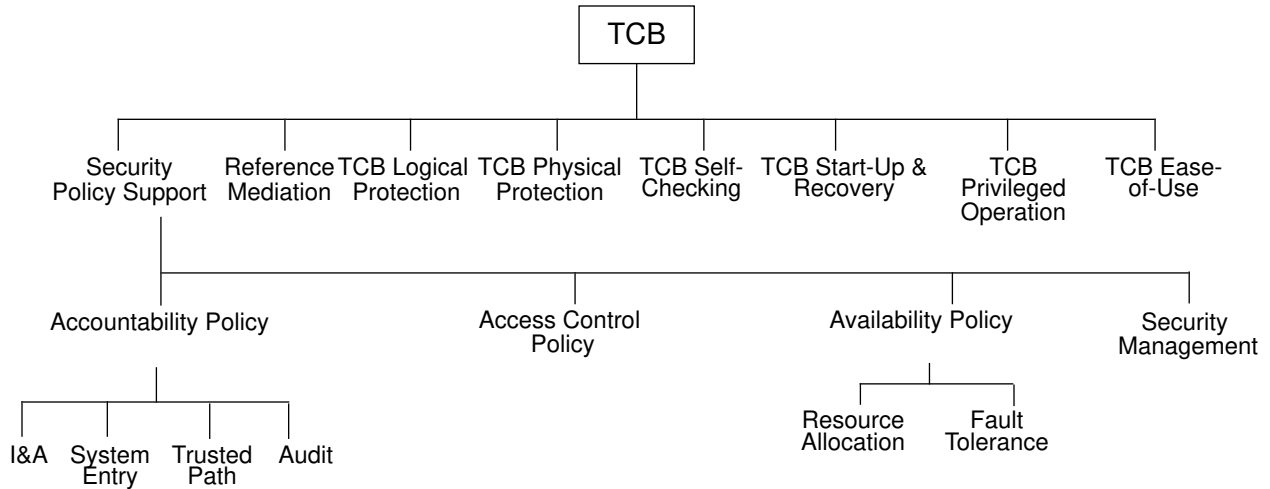 TCB
Security
Policy Support
Reference
Mediation
TCB Logical
Protection
TCB Physical
Protection
TCB Self-
Checking
TCB Start-Up &
Recovery
TCB
Privileged
Operation
TCB Ease-
of-Use
Accountability Policy
Access Control
Policy
Availability Policy
Security
Management
I&A
System
Entry
Trusted
Path
Audit
Resource
Allocation
Fault
Tolerance